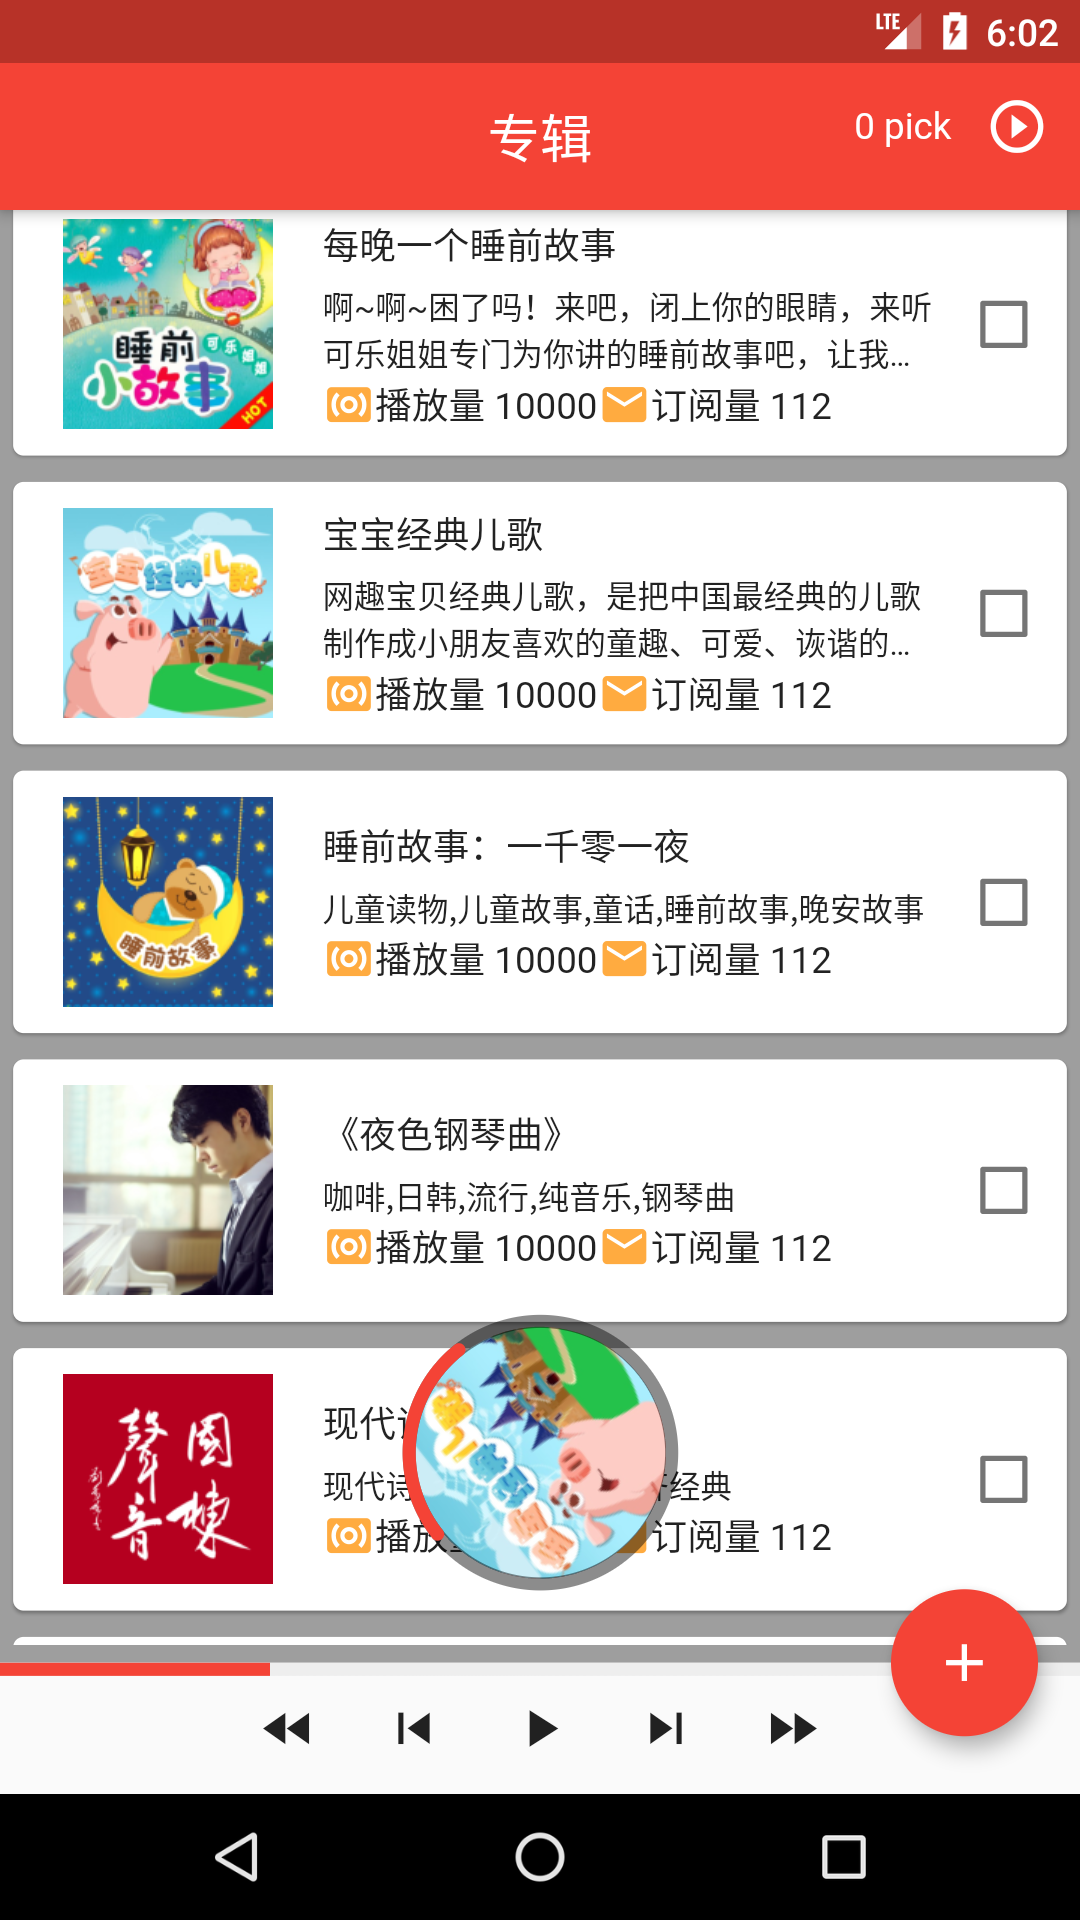 LTE 6:02
专辑
0 pick
每晚一个睡前故事
啊~啊~困了吗！来吧，闭上你的眼睛，来听
可乐姐姐专门为你讲的睡前故事吧，让我...
播放量 10000 订阅量 112
睡前
小故事
可乐姐姐
HOT
宝宝经典儿歌
网趣宝贝经典儿歌，是把中国最经典的儿歌
制作成小朋友喜欢的童趣、可爱、诙谐的...
播放量 10000 订阅量 112
宝宝经典儿歌
睡前故事：一千零一夜
儿童读物,儿童故事,童话,睡前故事,晚安故事
播放量 10000 订阅量 112
睡前故事
《夜色钢琴曲》
咖啡,日韩,流行,纯音乐,钢琴曲
播放量 10000 订阅量 112
國棟
聲音
现代
现代诗
经典
播放
订阅量 112